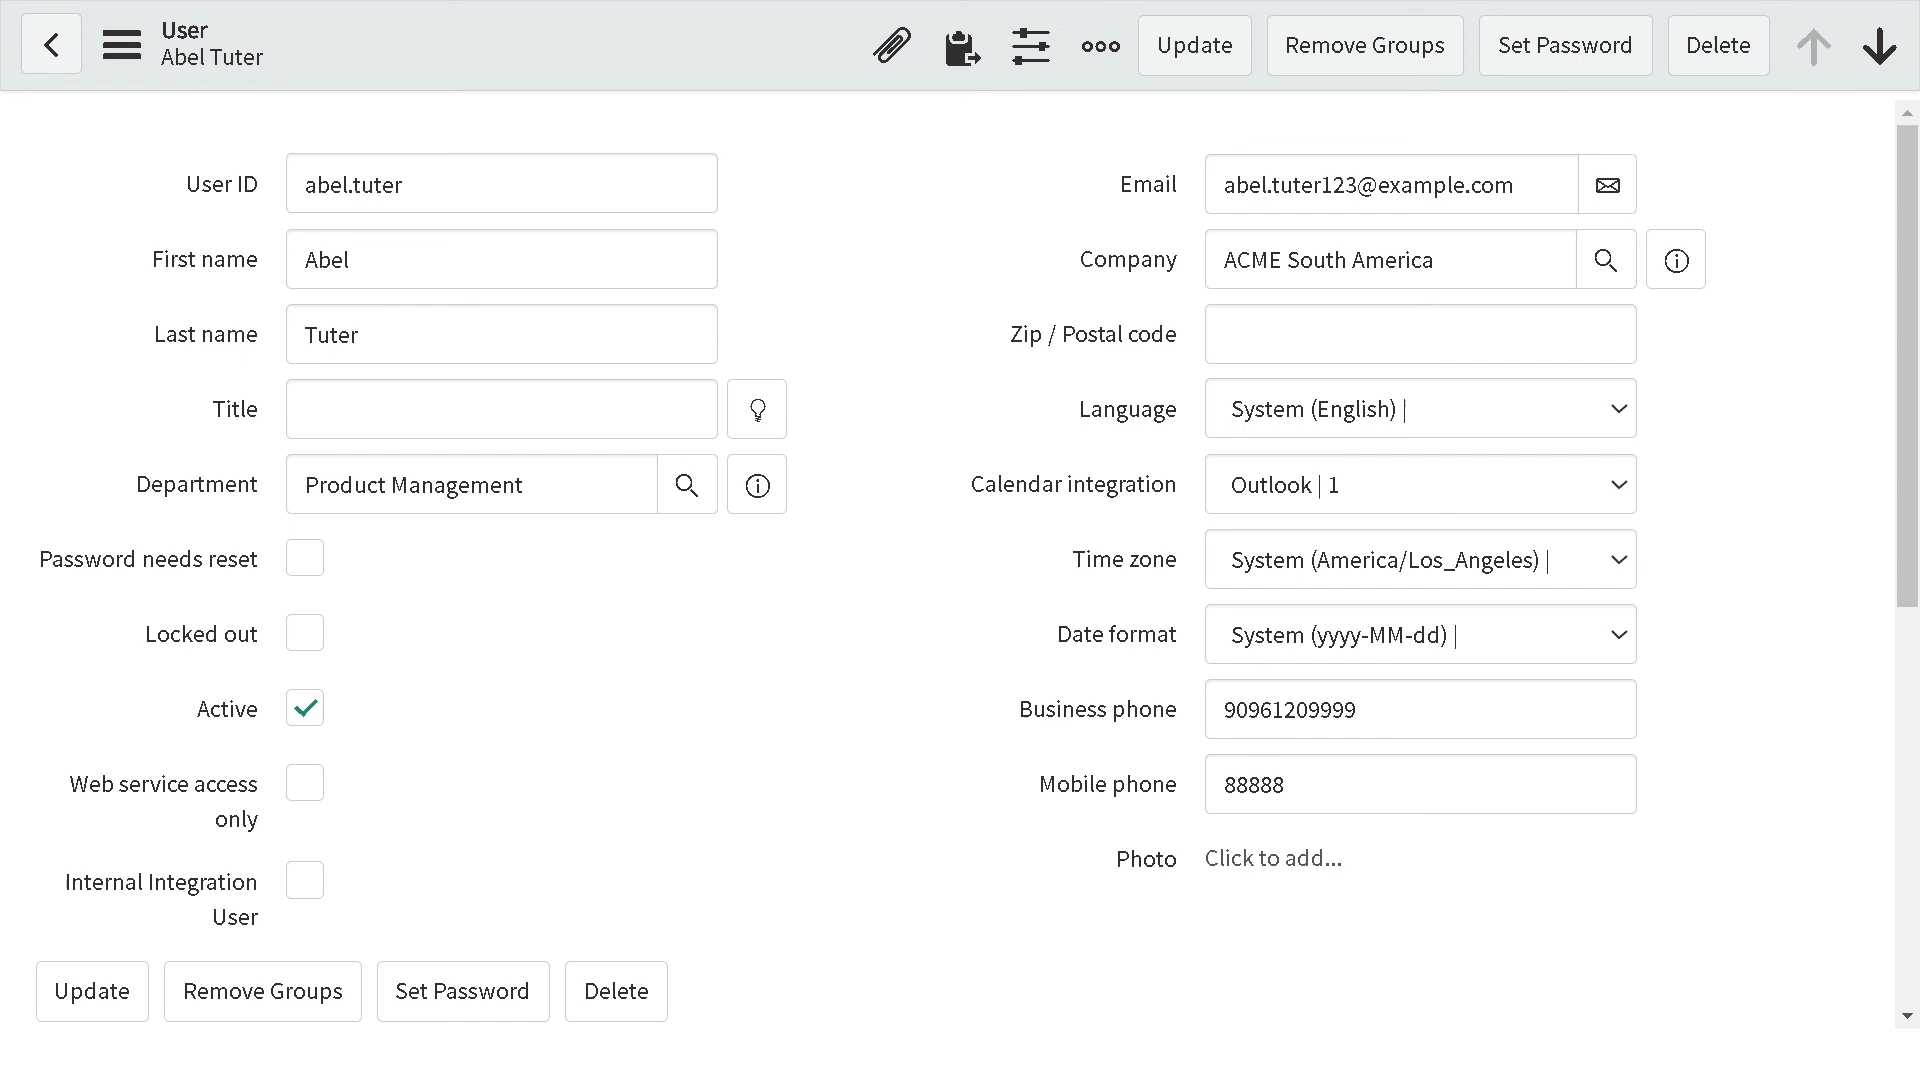 User
Abel Tuter
Update
Remove Groups
Set Password
Delete
User ID
abel.tuter
First name
Abel
Last name
Tuter
Title
Department
Product Management
Password needs reset
Locked out
Active
Web service access
only
Internal Integration
User
Email
abel.tuter123@example.com
Company
ACME South America
Zip / Postal code
Language
System (English) |
Calendar integration
Outlook | 1
Time zone
System (America/Los_Angeles) |
Date format
System (yyyy-MM-dd) |
Business phone
90961209999
Mobile phone
88888
Photo
Click to add...
Update
Remove Groups
Set Password
Delete